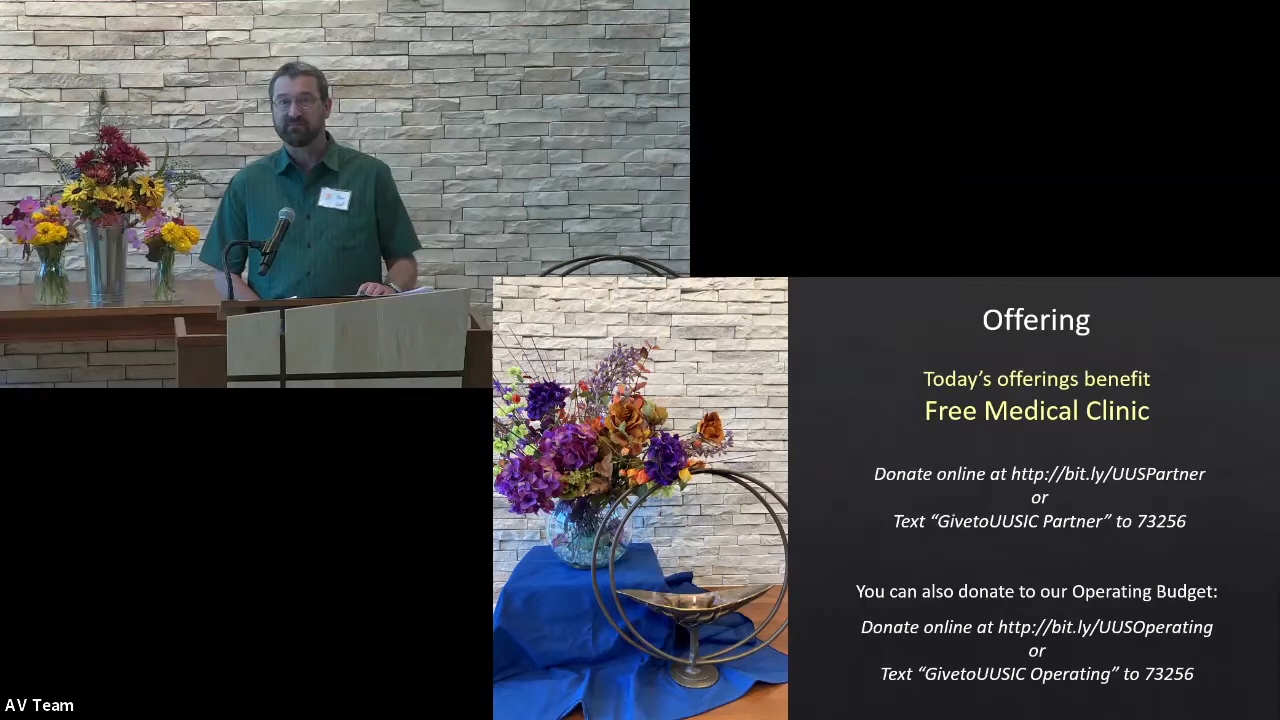 Offering
Today’s offerings benefit
Free Medical Clinic
Donate online at http://bit.ly/UUSPartner
or
Text “GivetoUUSIC Partner” to 73256
You can also donate to our Operating Budget:
Donate online at http://bit.ly/UUSOperating
or
Text “GivetoUUSIC Operating” to 73256
AV Team